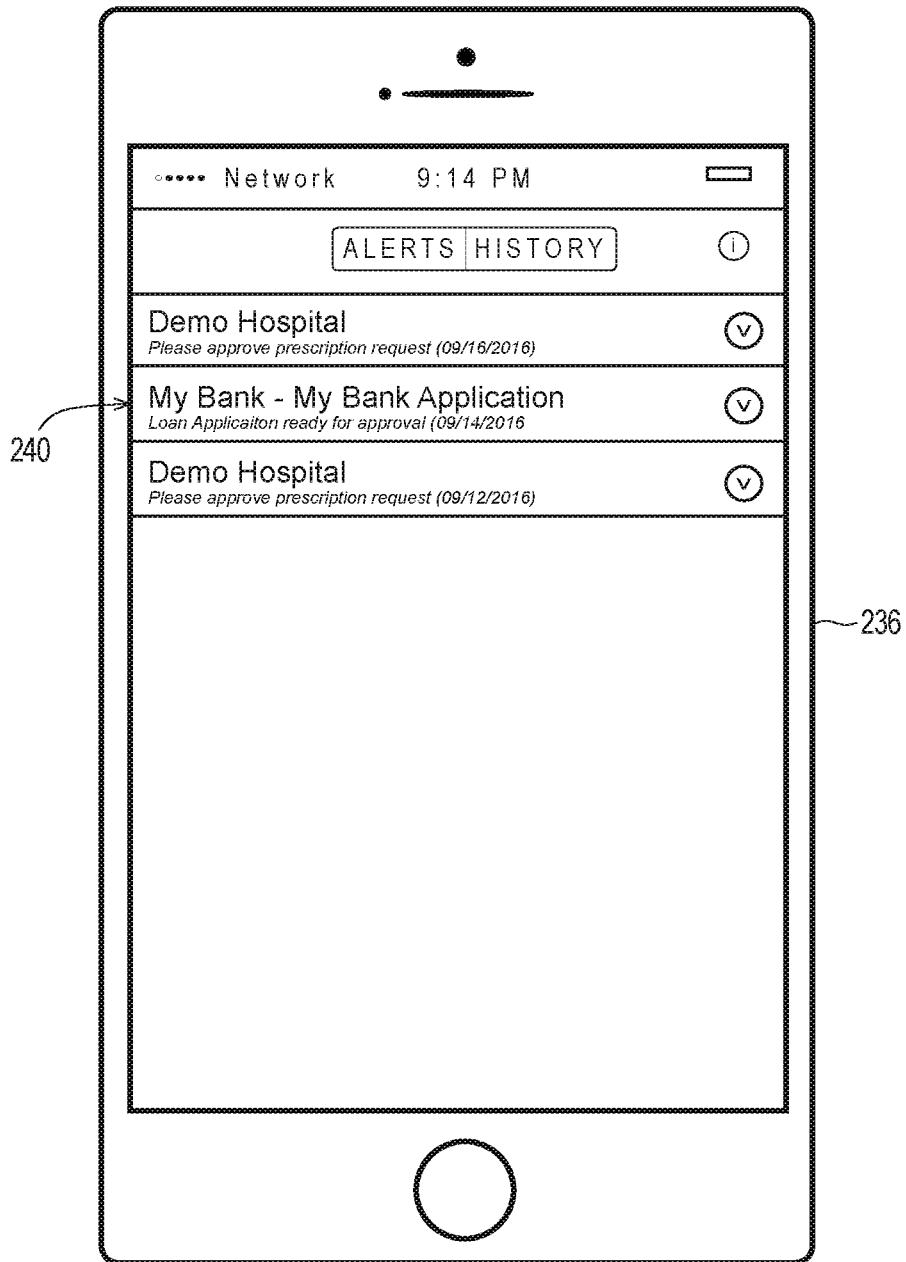 Network 9:14 PM
ALERTS HISTORY i
Demo Hospital
Please approve prescription request (09/16/2016)
V
My Bank - My Bank Application
Loan Applicaiton ready for approval (09/14/2016
V
240
Demo Hospital
Please approve prescription request (09/12/2016)
V
236